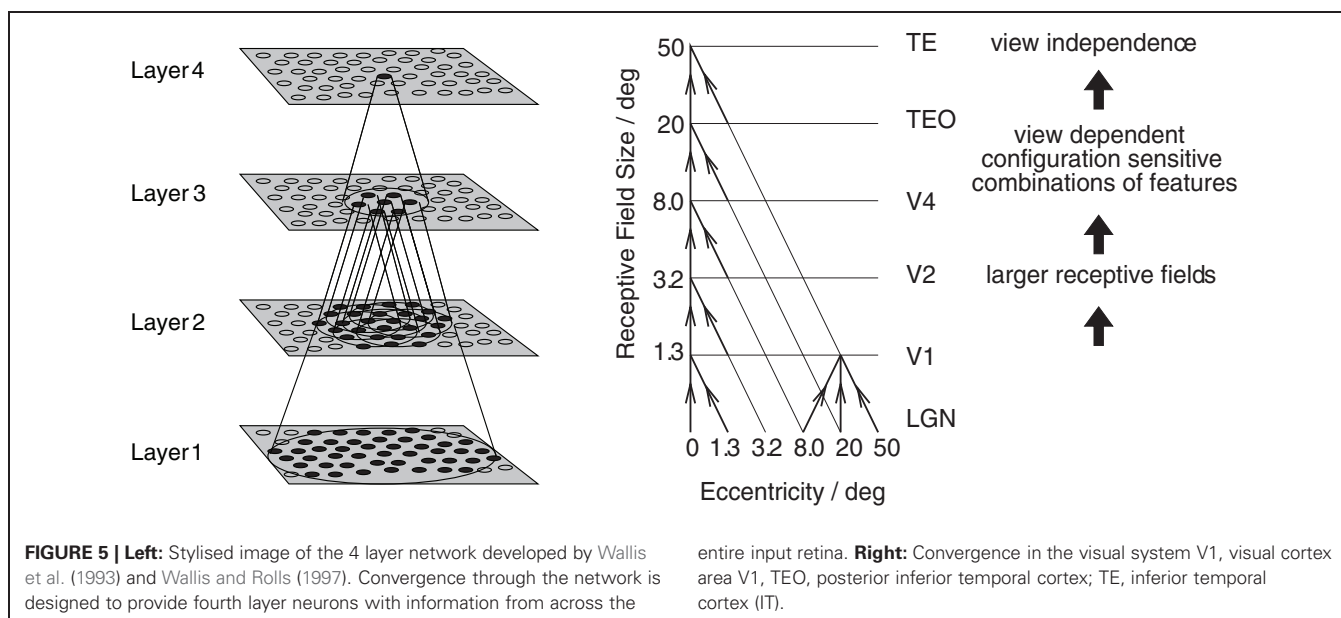 Layer 4
Layer 3
Layer 2
Layer 1
Receptive Field Size / deg
50
20
8.0
3.2
1.3
TE
TEO
V4
V2
V1
LGN
view independence
view dependent
configuration sensitive
combinations of features
larger receptive fields
0 1.3 3.2 8.0 20 50
Eccentricity / deg
FIGURE 5 | Left: Stylised image of the 4 layer network developed by Wallis
et al. (1993) and Wallis and Rolls (1997). Convergence through the network is
designed to provide fourth layer neurons with information from across the
entire input retina. Right: Convergence in the visual system V1, visual cortex
area V1, TEO, posterior inferior temporal cortex; TE, inferior temporal
cortex (IT).